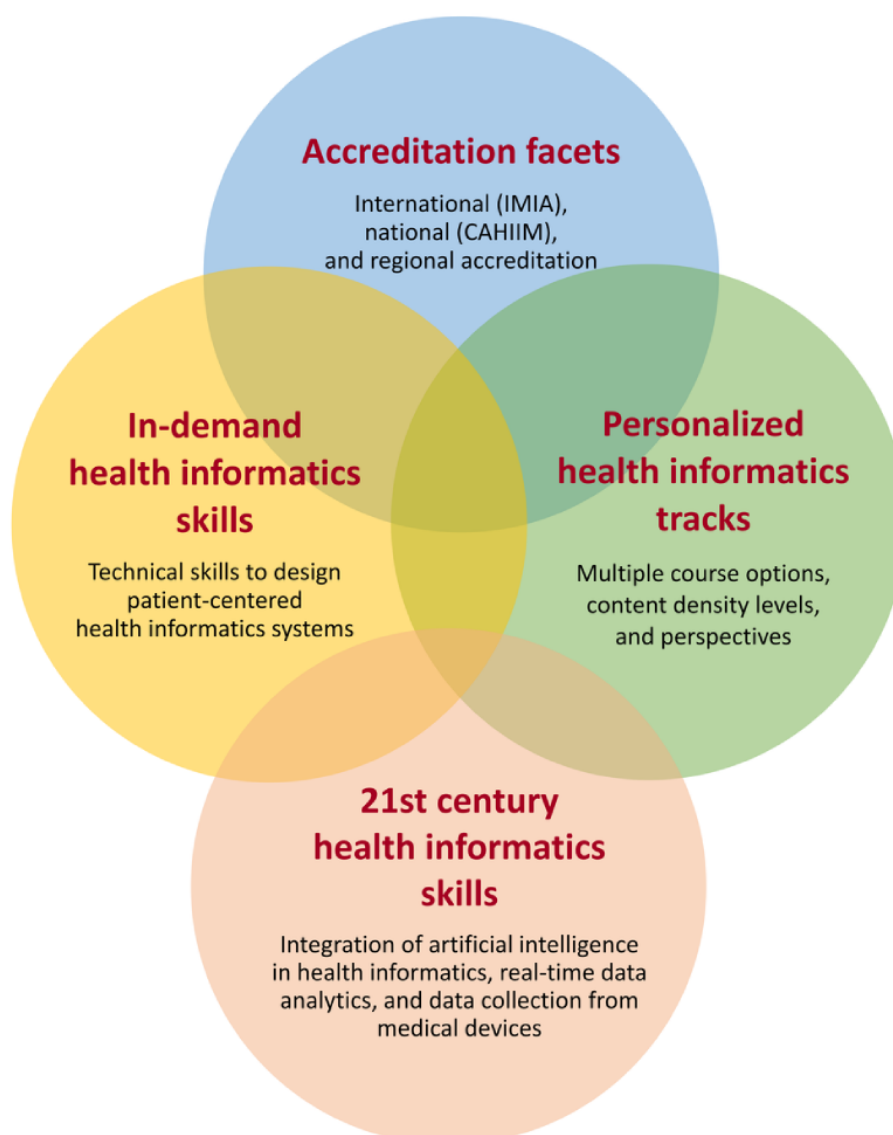 Accreditation facets
International (IMIA),
national (CAHIIM),
and regional accreditation
In-demand
health informatics
skills
Technical skills to design
patient-centered
health informatics systems
Personalized
health informatics
tracks
Multiple course options,
content density levels,
and perspectives
21st century
health informatics
skills
Integration of artificial intelligence
in health informatics, real-time data
analytics, and data collection from
medical devices